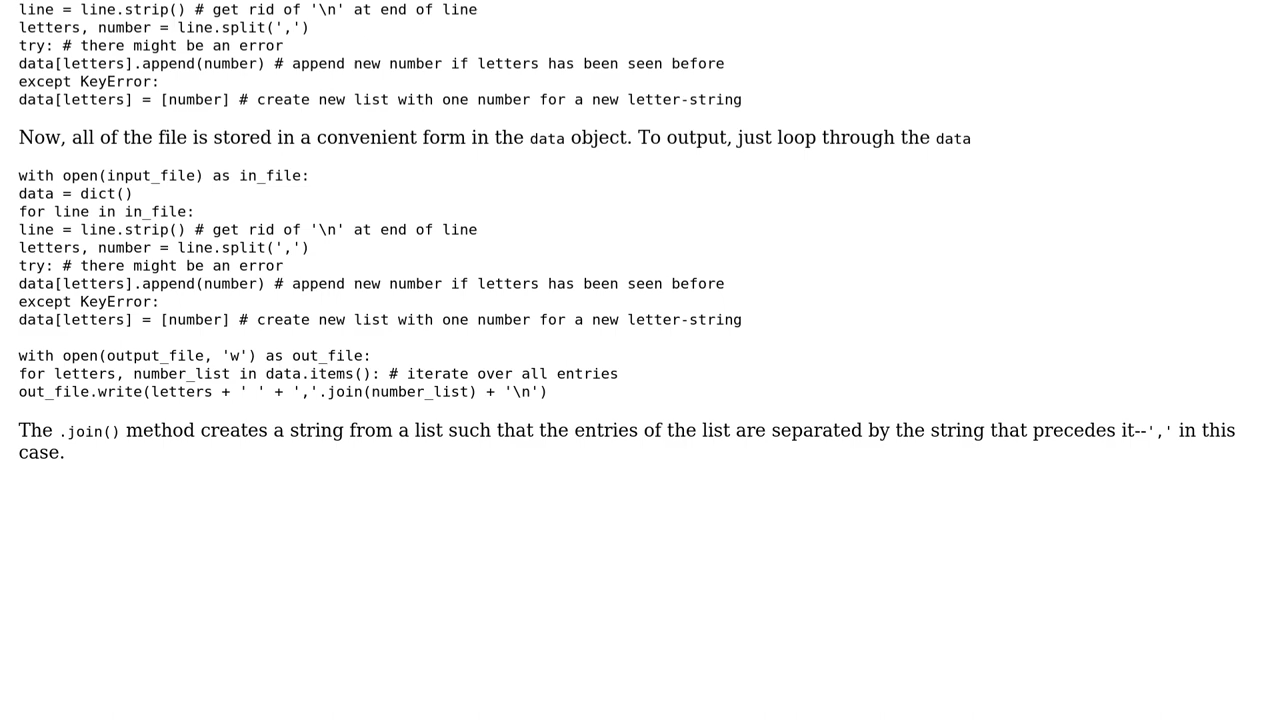 line = line.strip() # get rid of '\n' at end of line
letters, number = line.split(',')
try: # there might be an error
data[letters].append(number) # append new number if letters has been seen before
except KeyError:
data[letters] = [number] # create new list with one number for a new letter-string
Now, all of the file is stored in a convenient form in the data object. To output, just loop through the data
with open(input_file) as in_file:
data = dict()
for line in in_file:
line = line.strip() # get rid of '\n' at end of line
letters, number = line.split(',')
try: # there might be an error
data[letters].append(number) # append new number if letters has been seen before
except KeyError:
data[letters] = [number] # create new list with one number for a new letter-string
with open(output_file, 'w') as out_file:
for letters, number_list in data.items(): # iterate over all entries
out_file.write(letters + ' ' + ','.join(number_list) + '\n')
The .join() method creates a string from a list such that the entries of the list are separated by the string that precedes it--',' in this
case.